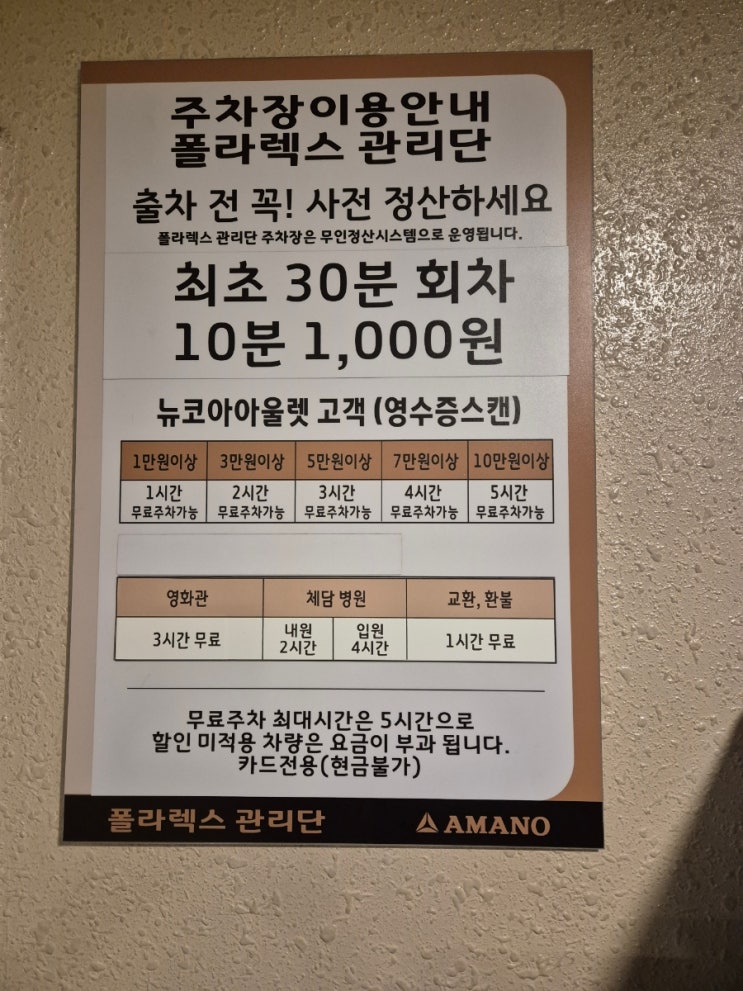 주차장이용안내
폴라렉스 관리단
출차 전 꼭! 사전 정산하세요
폴라렉스 관리단 주차장은 무인정산시스템으로 운영됩니다.
최초 30분 회차
10분 1,000원
뉴코아아울렛 고객 (영수증스캔)
1만원이상 3만원이상 5만원이상 7만원이상 10만원이상
1시간 2시간 3시간 4시간 5시간
무료주차가능 무료주차가능 무료주차가능 무료주차가능 무료주차가능
영화관 체담 병원 교환, 환불
3시간 무료 내원 2시간 입원 4시간 1시간 무료
무료주차 최대시간은 5시간으로
할인 미적용 차량은 요금이 부과 됩니다.
카드전용(현금불가)
폴라렉스 관리단 AMANO